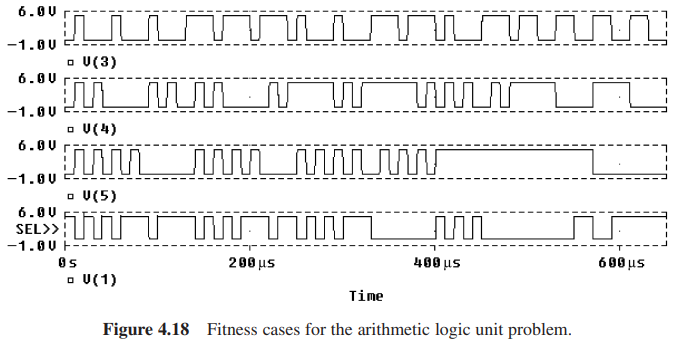 6.0V
-1.0V
▫ V(3)
6.0V
-1.0V
▫ V(4)
6.0V
-1.0V
▫ V(5)
6.0V
SEL>>
-1.0V
0s 200µs 400µs 600µs
▫ V(1)
Time
Figure 4.18 Fitness cases for the arithmetic logic unit problem.